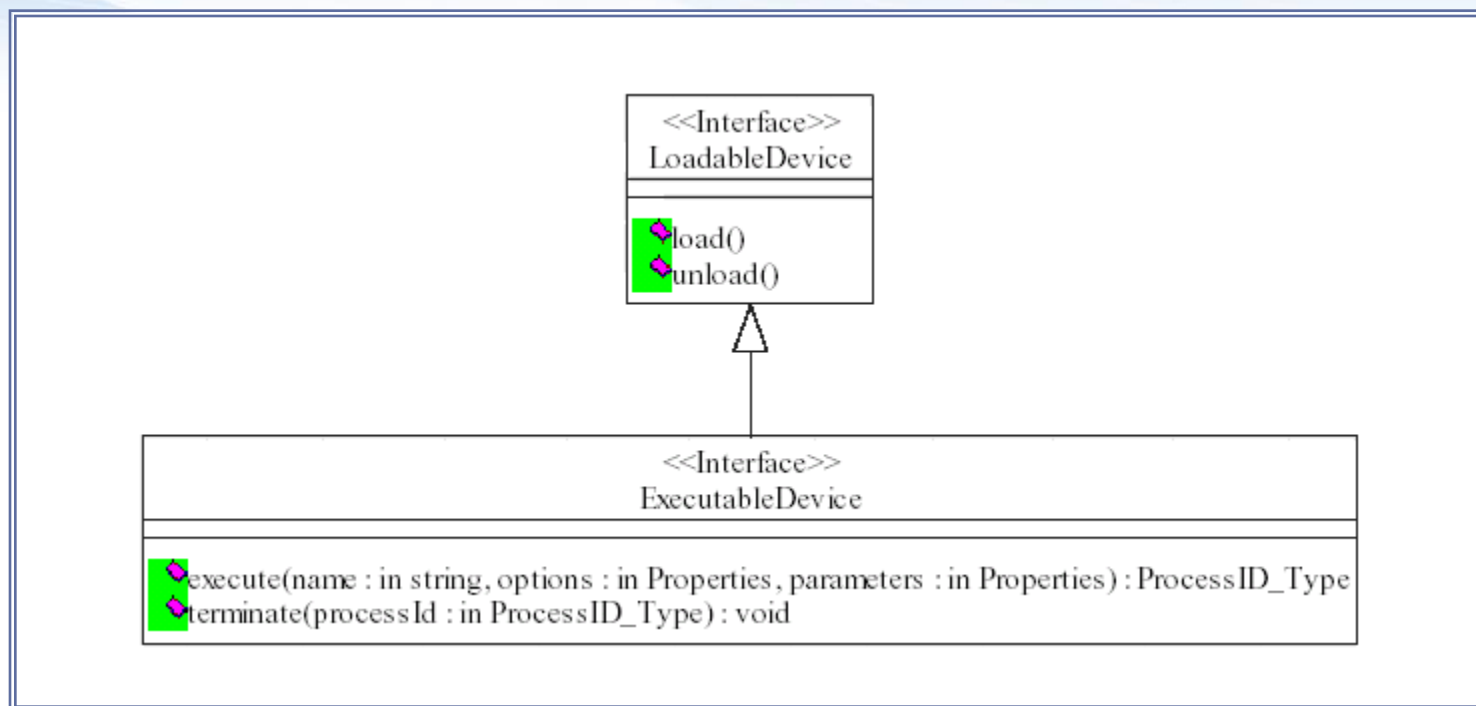 <<Interface>>
LoadableDevice
load()
unload()
<<Interface>>
ExecutableDevice
execute(name : in string, options : in Properties, parameters : in Properties) : ProcessID_Type
terminate(processId : in ProcessID_Type) : void